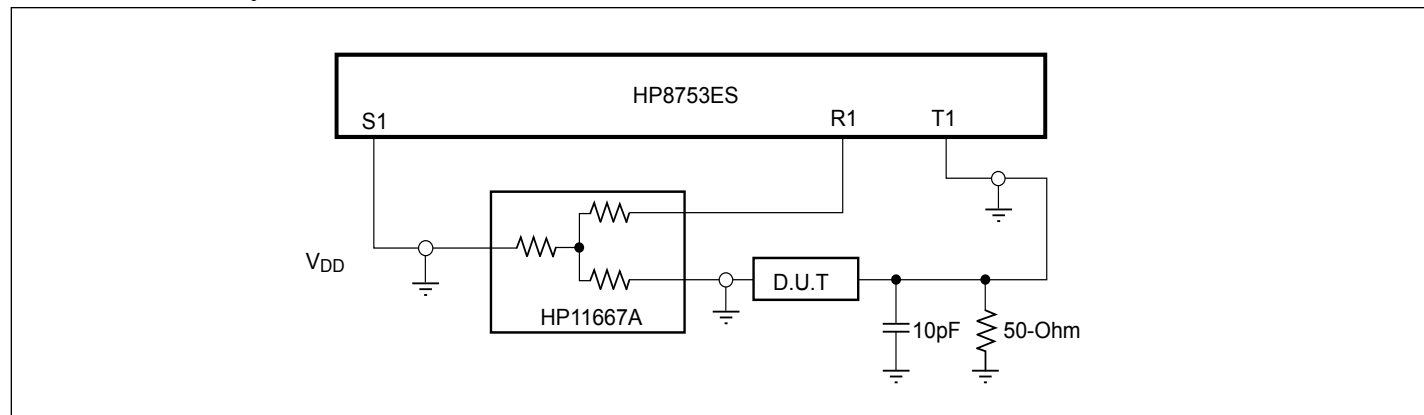 HP8753ES
S1
R1
T1
VDD
HP11667A
D.U.T
10pF
50-Ohm